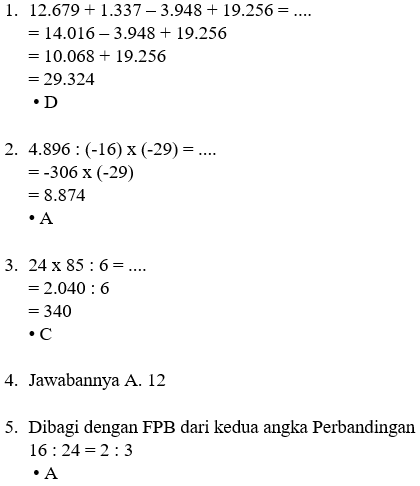 1. 12.679 + 1.337 – 3.948 + 19.256 = ....
= 14.016 – 3.948 + 19.256
= 10.068 + 19.256
= 29.324
• D
2. 4.896 : (-16) x (-29) = ....
= -306 x (-29)
= 8.874
• A
3. 24 x 85 : 6 = ....
= 2.040 : 6
= 340
• C
4. Jawabannya A. 12
5. Dibagi dengan FPB dari kedua angka Perbandingan
16 : 24 = 2 : 3
• A